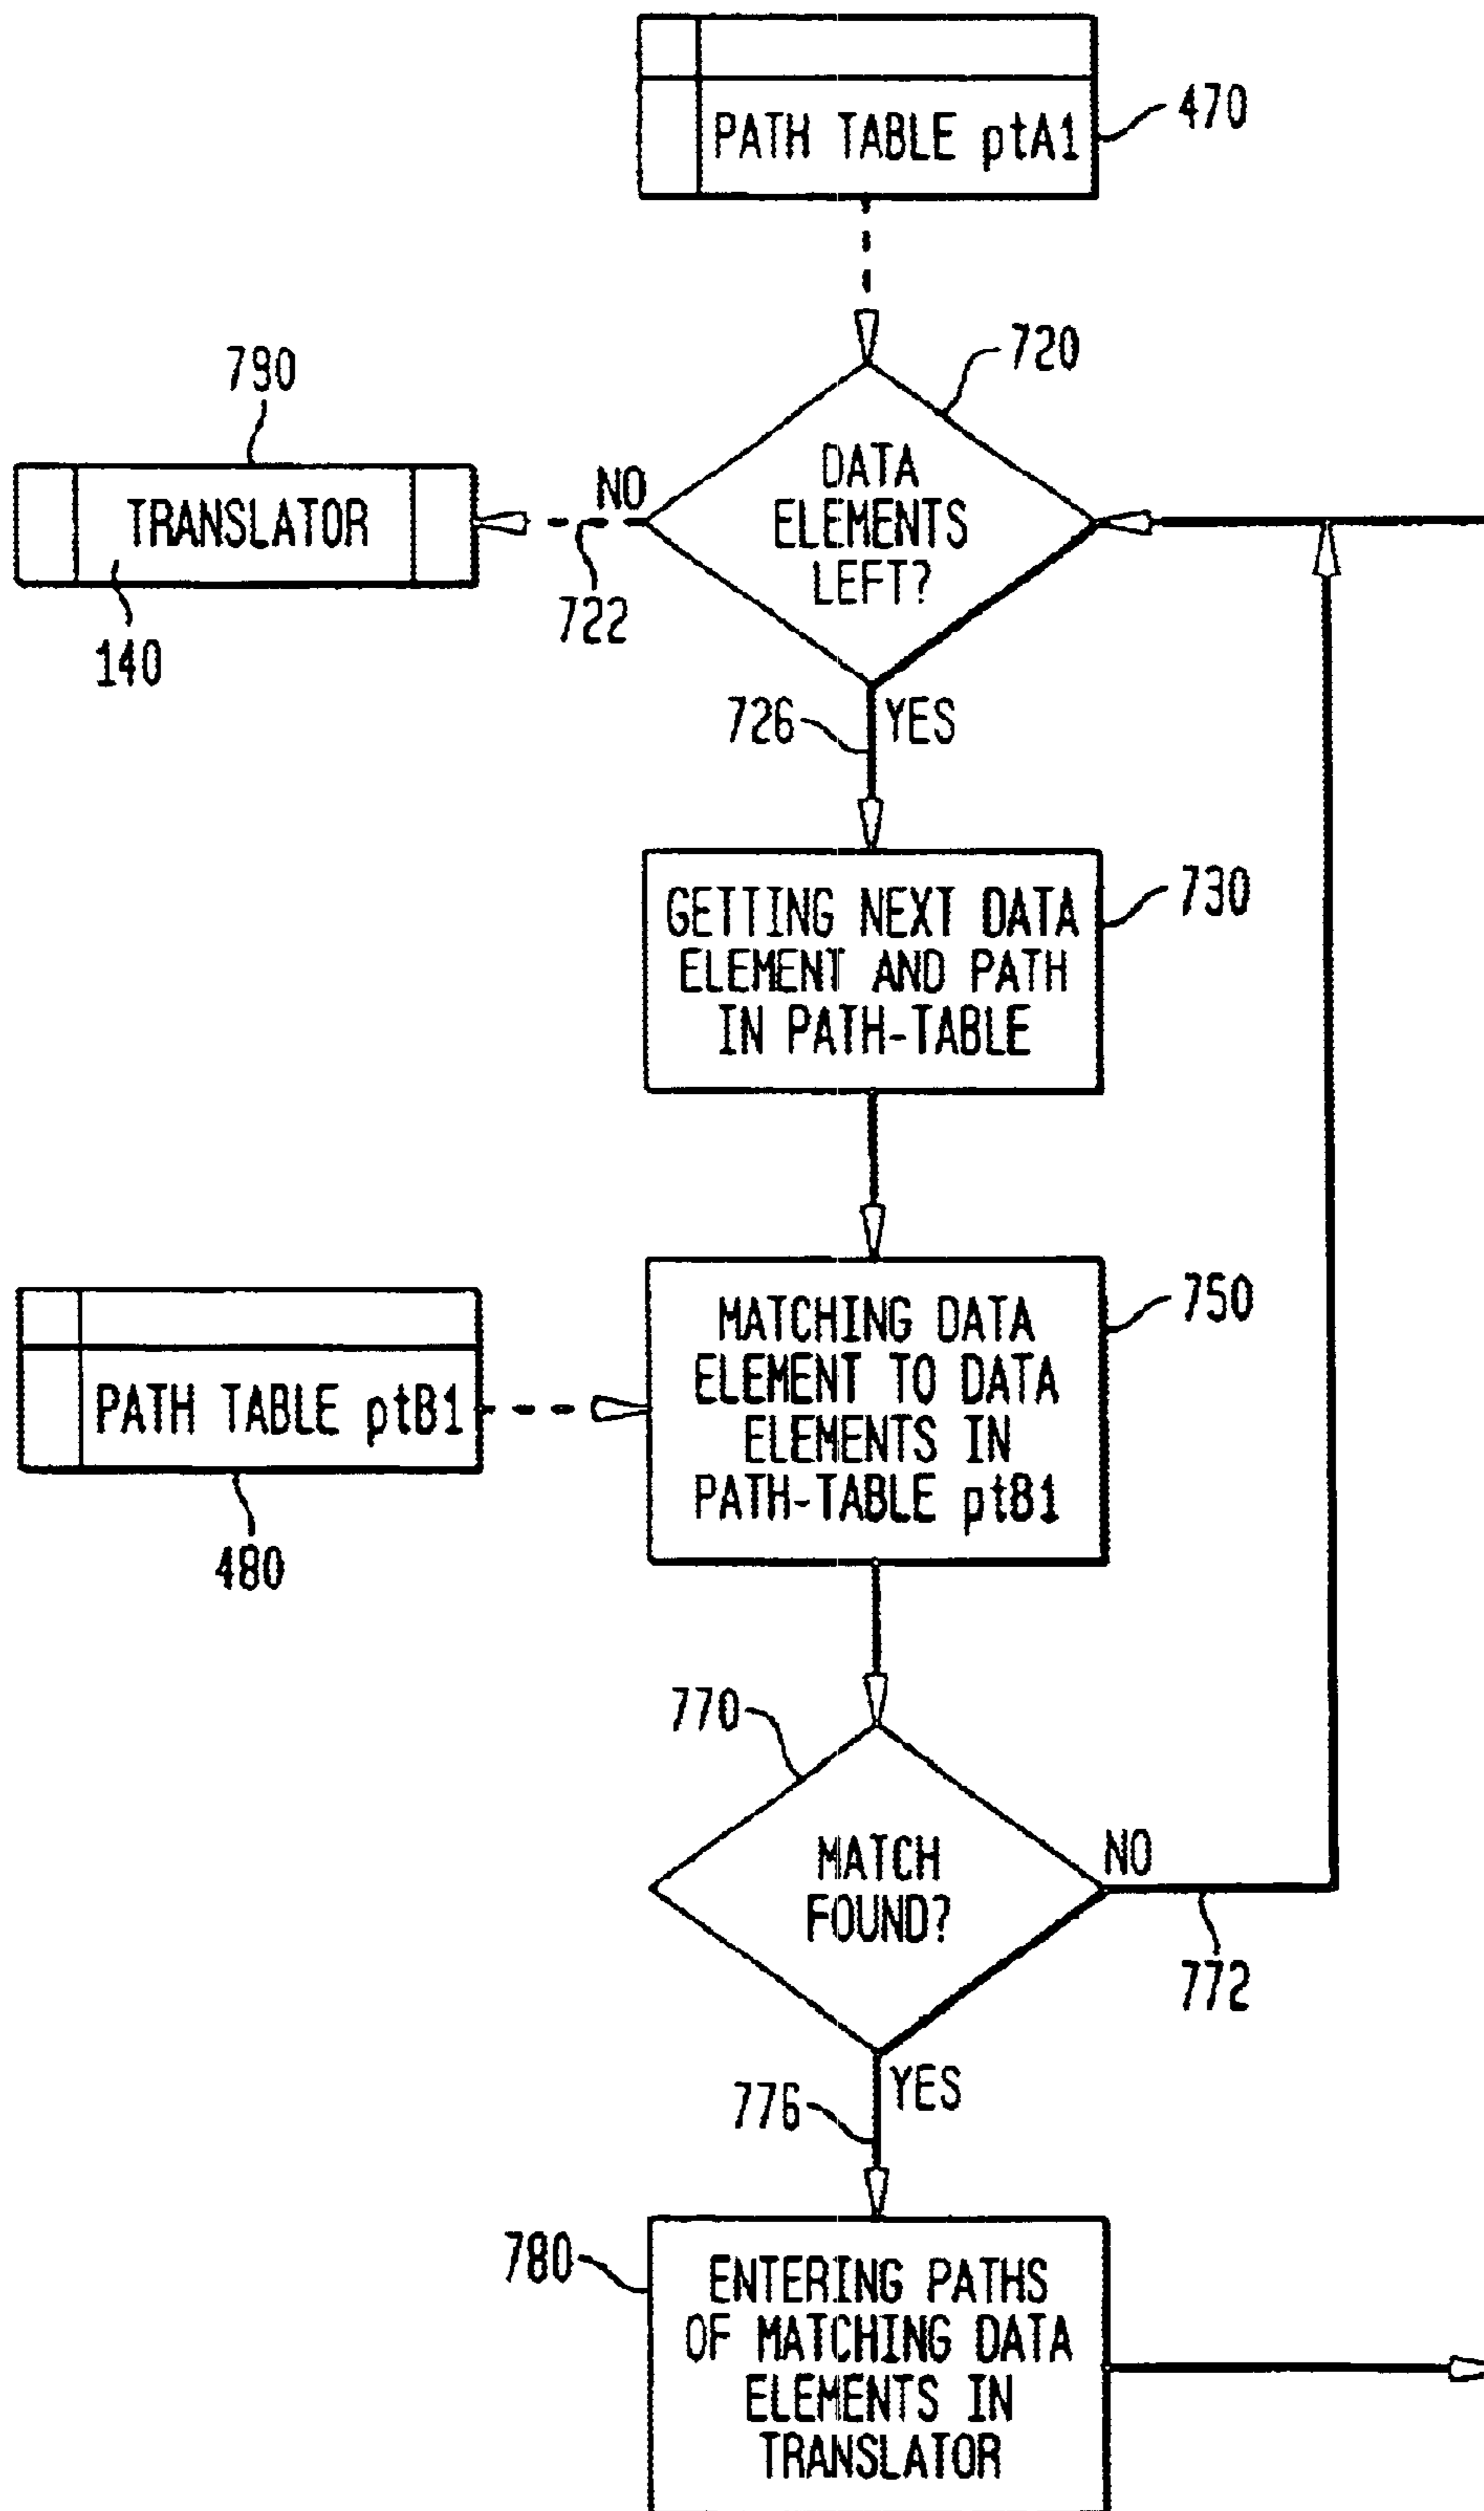 PATH TABLE ptA1
470
720
790
DATA
ELEMENTS
LEFT?
NO
TRANSLATOR
722
140
726
YES
730
GETTING NEXT DATA
ELEMENT AND PATH
IN PATH-TABLE
750
MATCHING DATA
ELEMENT TO DATA
ELEMENTS IN
PATH-TABLE ptB1
PATH TABLE ptB1
480
770
MATCH
FOUND?
NO
772
YES
776
780
ENTERING PATHS
OF MATCHING DATA
ELEMENTS IN
TRANSLATOR